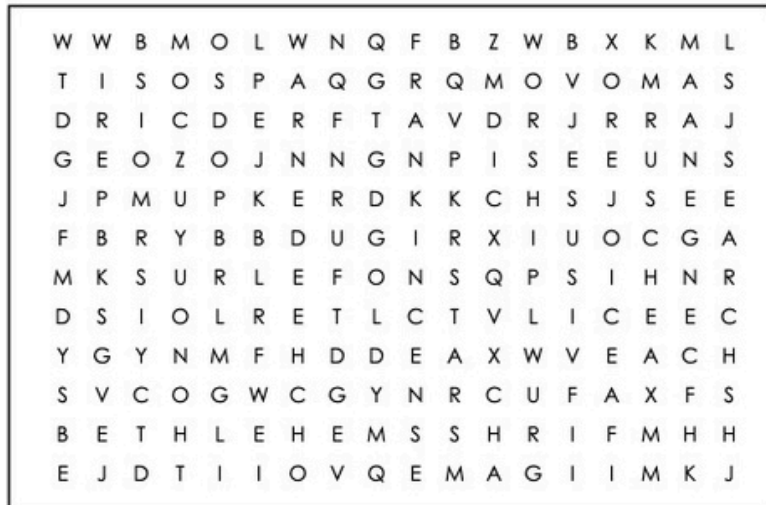 W W B M O L W N Q F B Z W B X K M L
T I S O S P A Q G R Q M O V O M A S
D R I C D E R F T A V D R J R R A J
G E O Z O J N N G N P I S E E U N S
J P M U P K E R D K K C H S J S E E
F B R Y B B D U G I R X I U O C G A
M K S U R L E F O N S Q P S I H N R
D S I O L R E T L C T V L I C E E C
Y G Y N M F H D D E A X W V E A C H
S V C O G W C G Y N R C U F A X F S
B E T H L E H E M S S H R I F M H H
E J D T I I O V Q E M A G I I M K J